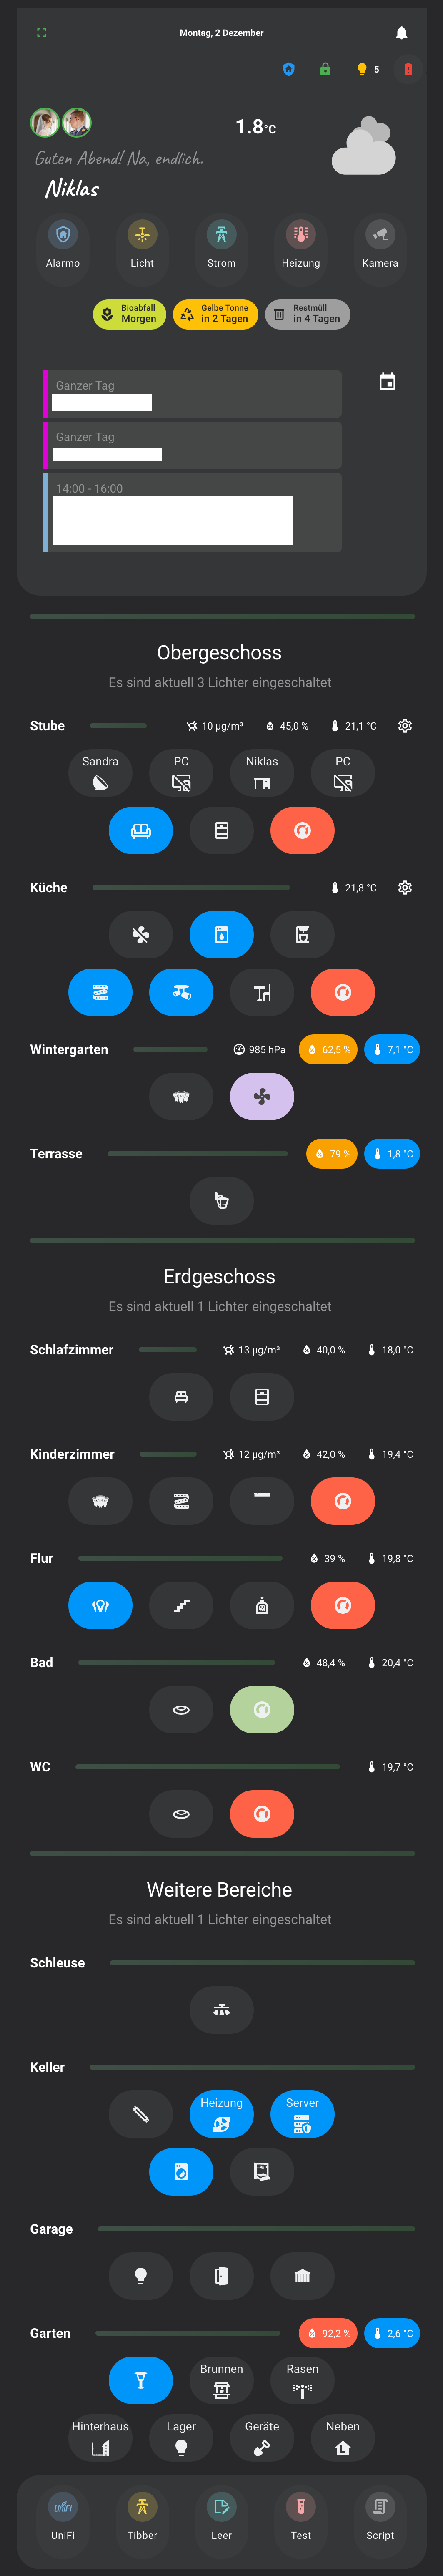 Montag, 2 Dezember
5
1.8°C
Guten Abend! Na, endlich.
Niklas
Alarmo Licht Strom Heizung Kamera
Bioabfall Gelbe Tonne Restmüll
Morgen in 2 Tagen in 4 Tagen
Ganzer Tag
Ganzer Tag
14:00 - 16:00
Obergeschoss
Es sind aktuell 3 Lichter eingeschaltet
Stube 10 µg/m³ 45,0 % 21,1 °C
Sandra PC Niklas PC
Küche 21,8 °C
Wintergarten 985 hPa 62,5 % 7,1 °C
Terrasse 79 % 1,8 °C
Erdgeschoss
Es sind aktuell 1 Lichter eingeschaltet
Schlafzimmer 13 µg/m³ 40,0 % 18,0 °C
Kinderzimmer 12 µg/m³ 42,0 % 19,4 °C
Flur 39 % 19,8 °C
Bad 48,4 % 20,4 °C
WC 19,7 °C
Weitere Bereiche
Es sind aktuell 1 Lichter eingeschaltet
Schleuse
Keller
Heizung Server
Garage
Garten 92,2 % 2,6 °C
Brunnen Rasen
Hinterhaus Lager Geräte Neben
UniFi
UniFi Tibber Leer Test Script